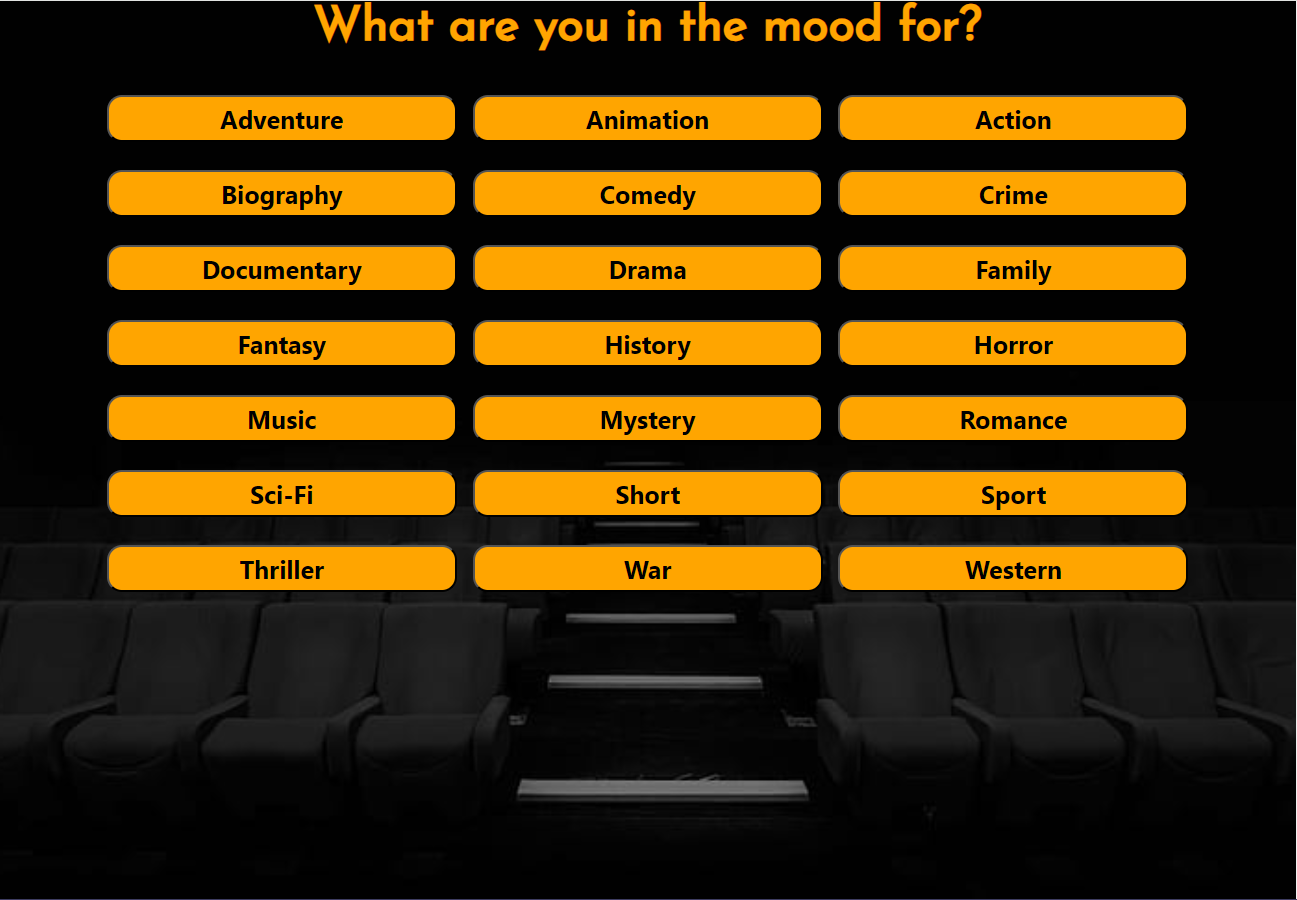 What are you in the mood for?
Adventure Animation Action
Biography Comedy Crime
Documentary Drama Family
Fantasy History Horror
Music Mystery Romance
Sci-Fi Short Sport
Thriller War Western